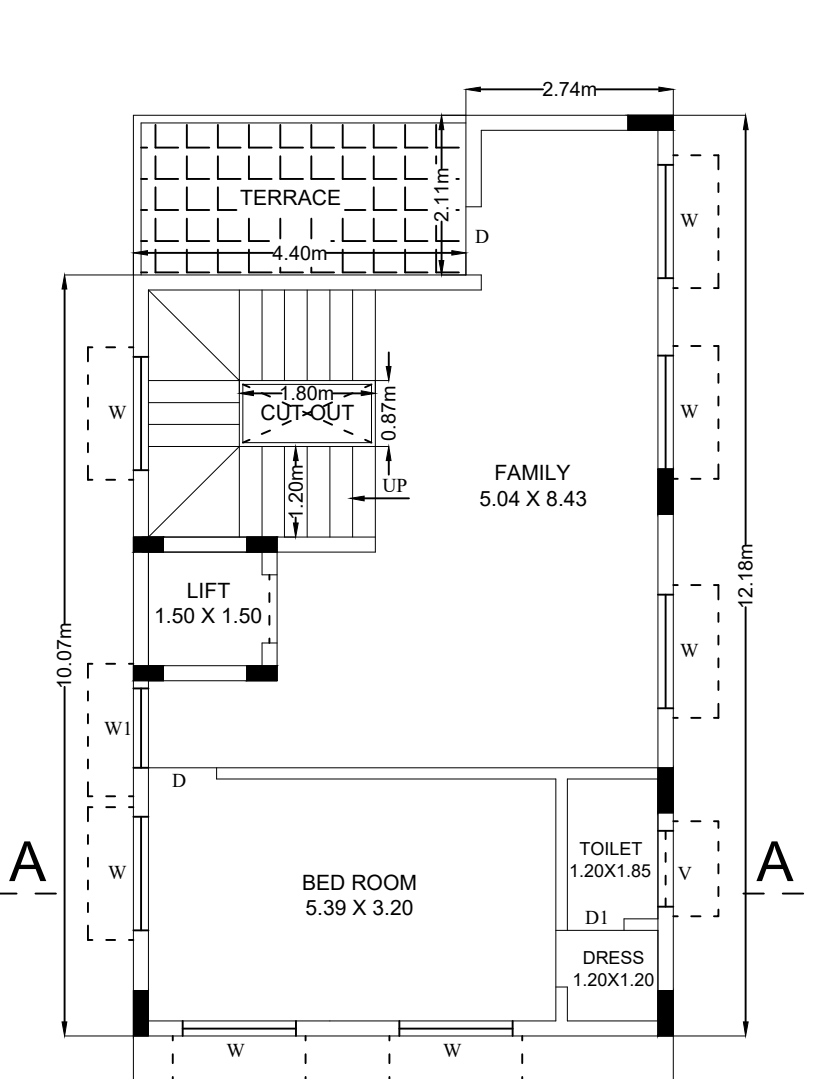 2.74m
TERRACE
2.11m
W
D
4.40m
1.80m
CUT-OUT
0.87m
W
W
FAMILY
5.04 X 8.43
UP
1.20m
12.18m
LIFT
1.50 X 1.50
10.07m
W
W1
D
A
W
BED ROOM
5.39 X 3.20
TOILET
1.20X1.85
V
A
D1
DRESS
1.20X1.20
W
W